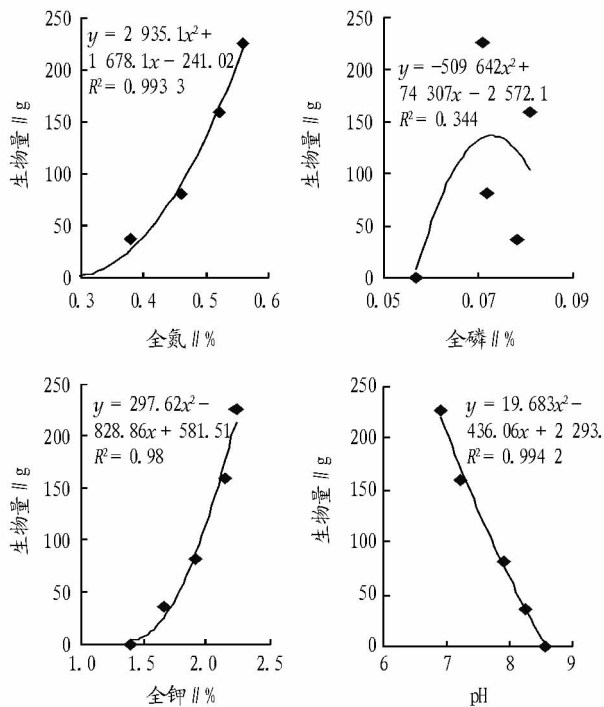 y = 2 935.1x²+
1 678.1x − 241.02
R²= 0.993 3
250
200
150
100
50
0
0.3
0.4
0.5
0.6
生物量∥g
全氮∥%
y = −509 642x²+
74 307x − 2 572.1
R²= 0.344
250
200
150
100
50
0
0.05
0.07
0.09
生物量∥g
全磷∥%
y = 297.62x²−
828.86x + 581.51
R²= 0.98
250
200
150
100
50
0
1.0
1.5
2.0
2.5
生物量∥g
全钾∥%
y = 19.683x²−
436.06x + 2 293.
R²= 0.994 2
250
200
150
100
50
0
6
7
8
9
生物量∥g
pH